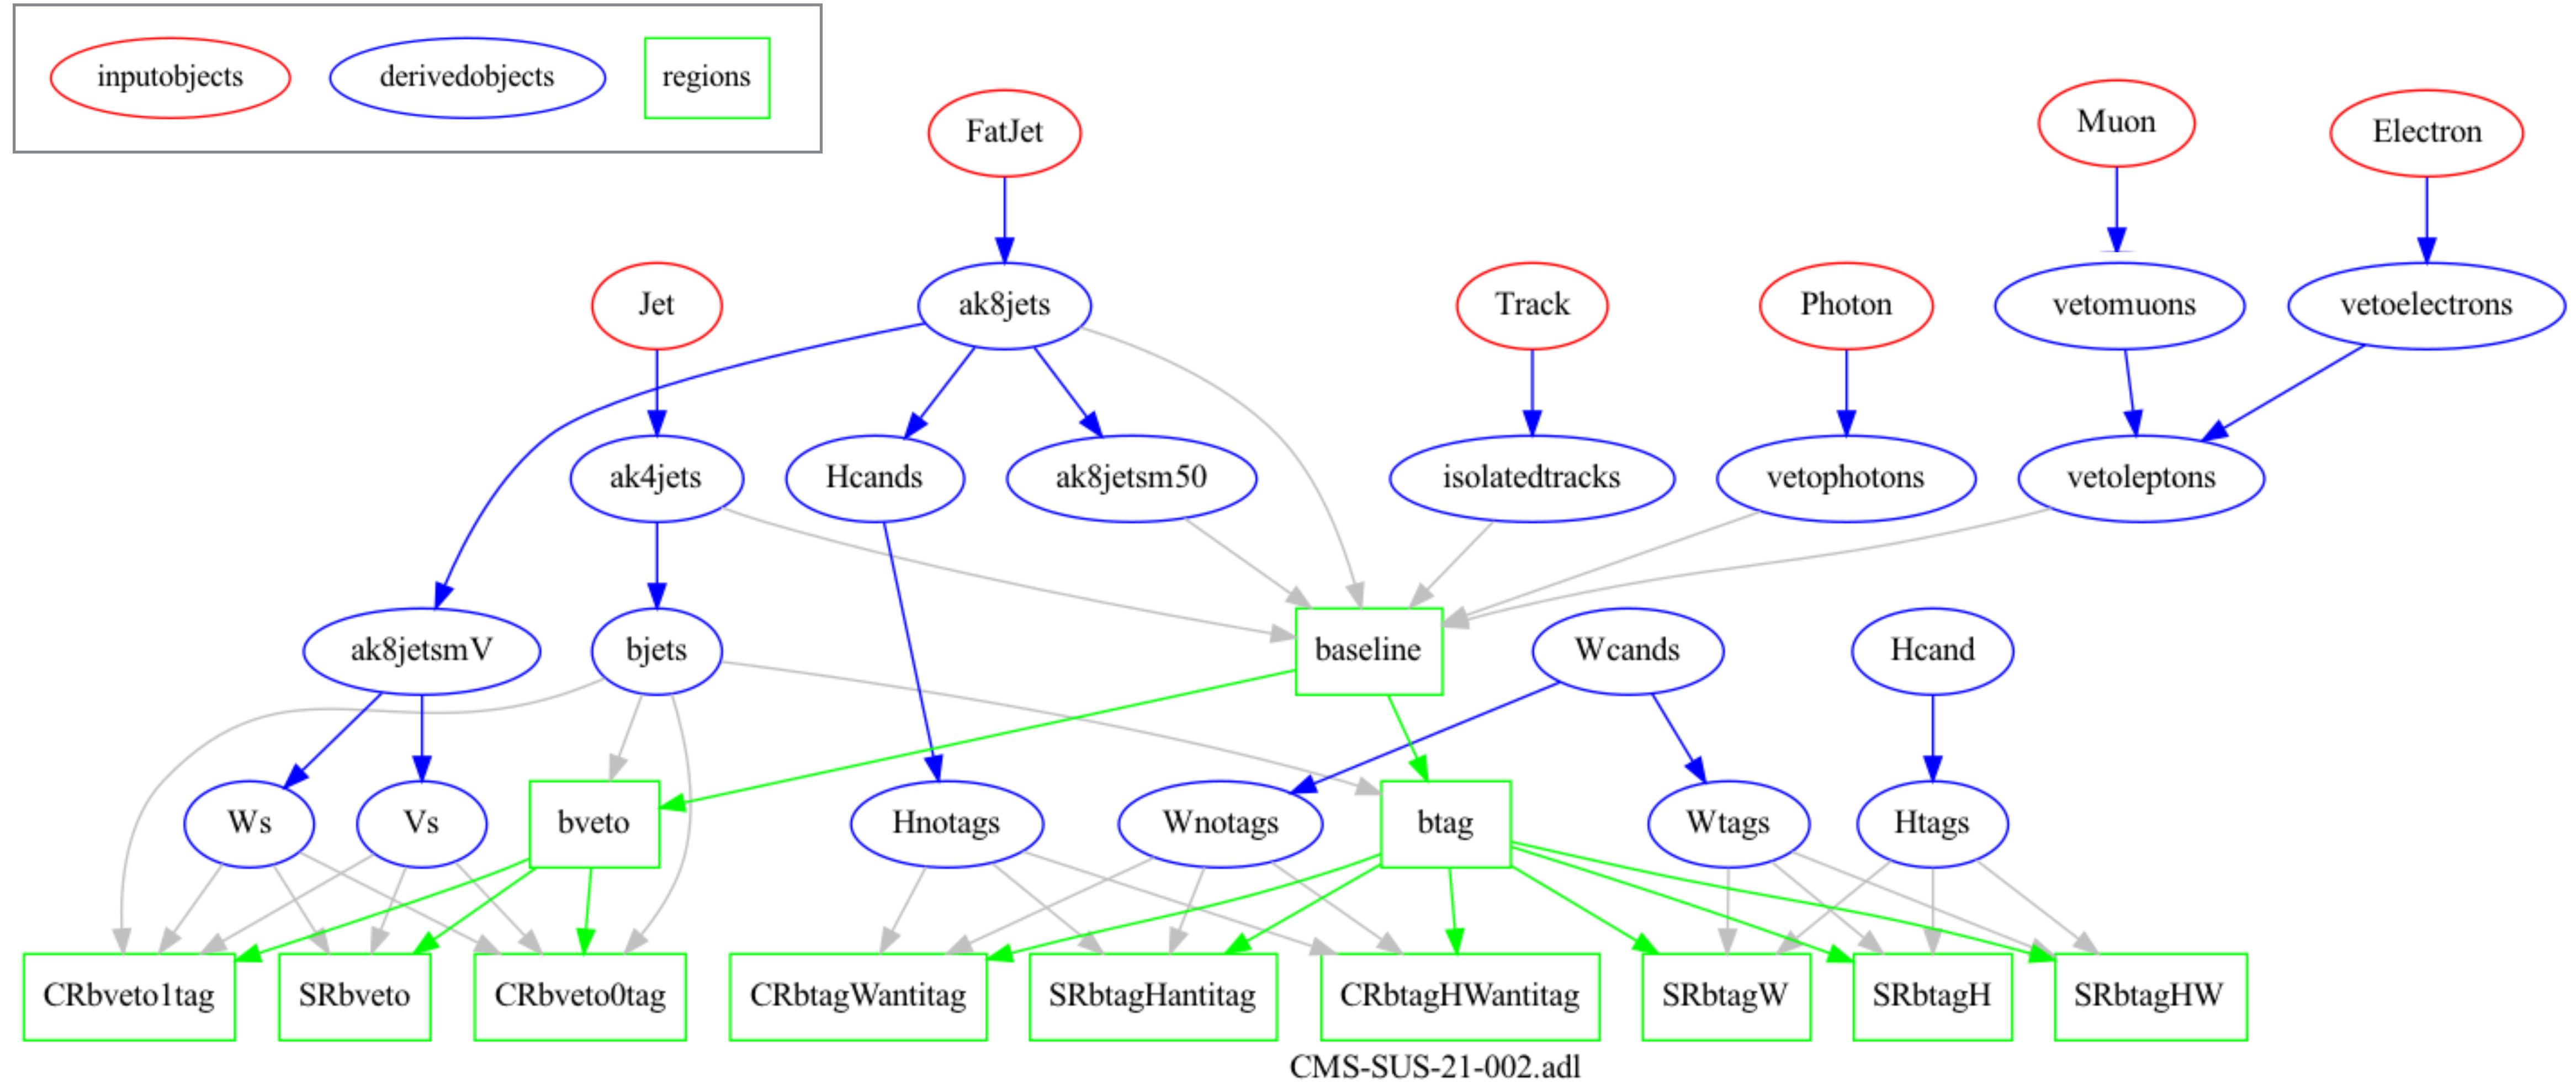 inputobjects
derivedobjects
regions
FatJet
Muon
Electron
Jet
ak8jets
Track
Photon
vetomuons
vetoelectrons
ak4jets
Hcands
ak8jetsm50
isolatedtracks
vetophotons
vetoleptons
ak8jetsmV
bjets
baseline
Wcands
Hcand
Ws
Vs
bveto
Hnotags
Wnotags
btag
Wtags
Htags
CRbveto1tag
SRbveto
CRbveto0tag
CRbtagWantitag
SRbtagHantitag
CRbtagHWantitag
SRbtagW
SRbtagH
SRbtagHW
CMS-SUS-21-002.adl